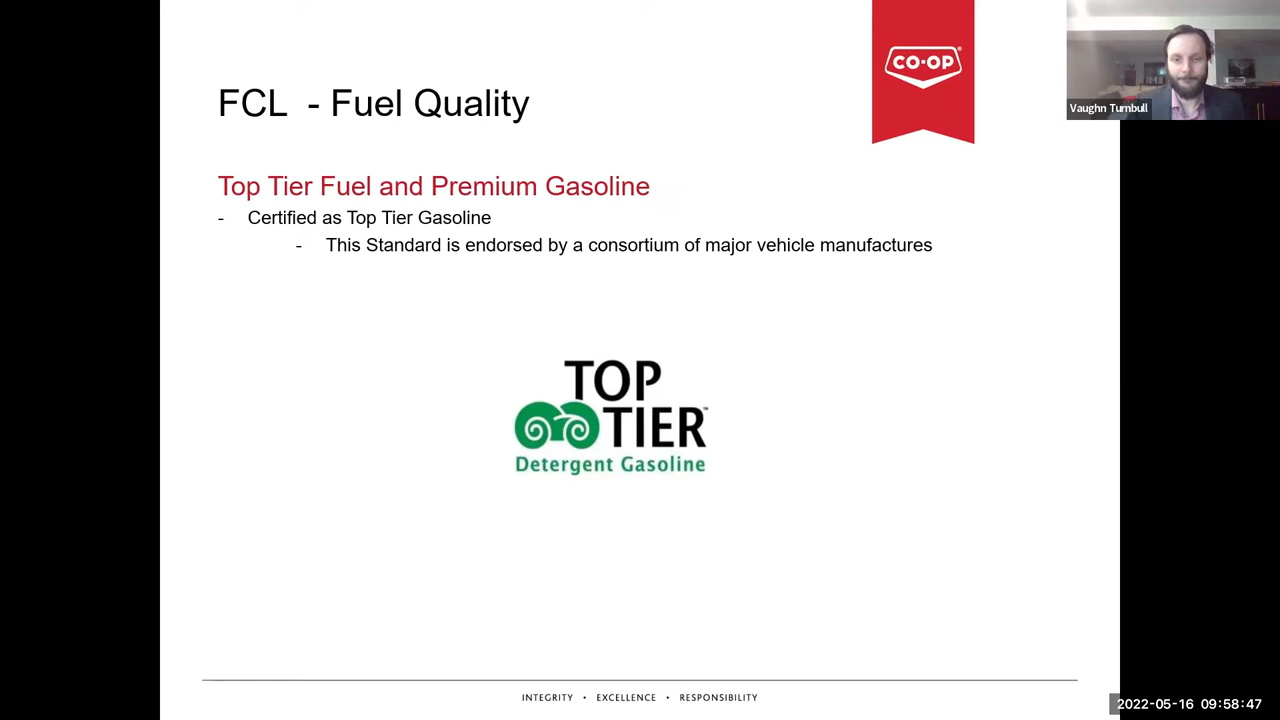 CO-OP®
Vaughn Turnbull
FCL - Fuel Quality
Top Tier Fuel and Premium Gasoline
- Certified as Top Tier Gasoline
- This Standard is endorsed by a consortium of major vehicle manufactures
TOP
TIER™
Detergent Gasoline
INTEGRITY • EXCELLENCE • RESPONSIBILITY
2022-05-16 09:58:47